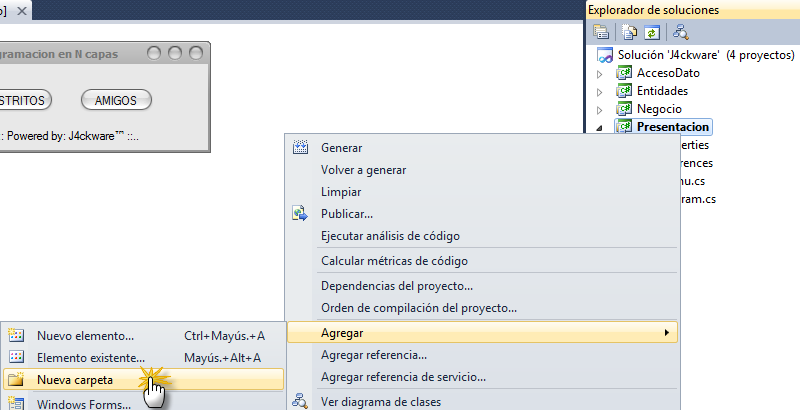 o]
Explorador de soluciones
Solución 'J4ckware' (4 proyectos)
AccesoDato
Entidades
Negocio
Presentacion
erties
rences
nu.cs
ram.cs
gramacion en N capas
STRITOS
AMIGOS
:: Powered by: J4ckware™ ::..
Generar
Volver a generar
Limpiar
Publicar...
Ejecutar análisis de código
Calcular métricas de código
Dependencias del proyecto...
Orden de compilación del proyecto...
Agregar
Agregar referencia...
Agregar referencia de servicio...
Ver diagrama de clases
Nuevo elemento... Ctrl+Mayús.+A
Elemento existente... Mayús.+Alt+A
Nueva carpeta
Windows Forms...